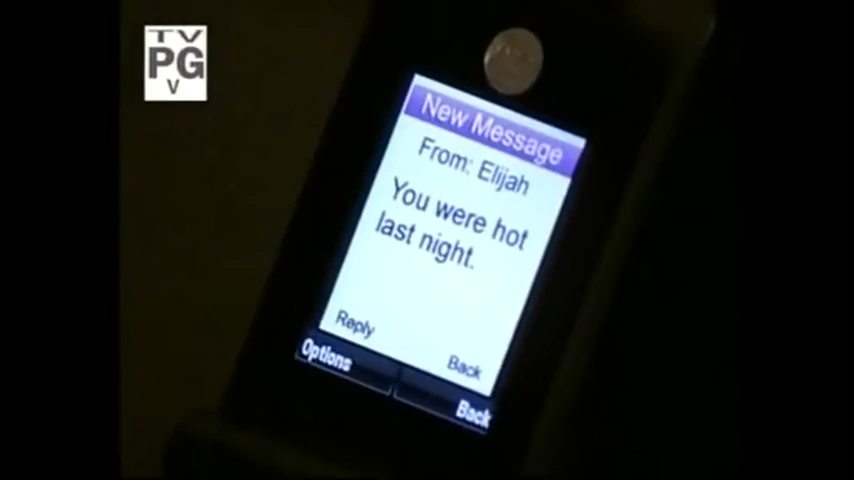 TV
PG
V
New Message
From: Elijah
You were hot
last night.
Reply
Back
Options
Back